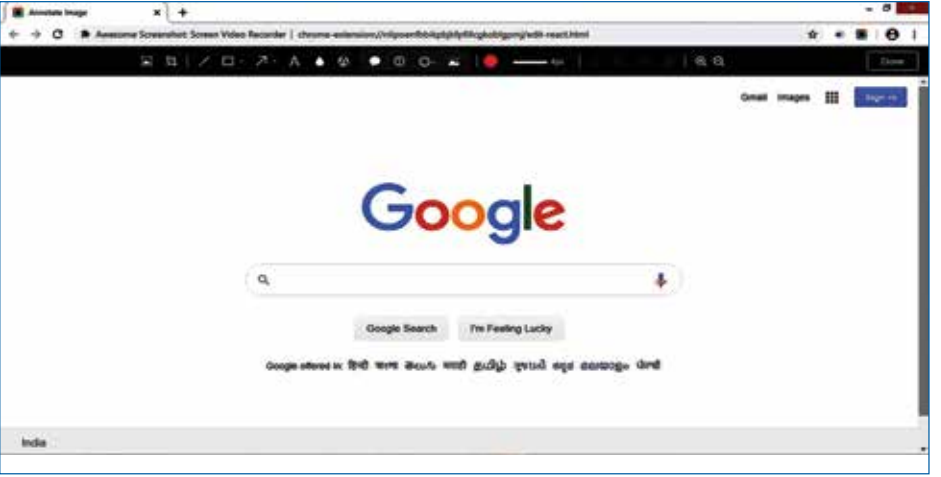 Annotate Image
Awesome Screenshot: Screen Video Recorder | chrome-extension://
Gmail Images Sign in
Google
Google Search I'm Feeling Lucky
Google offered in: हिन्दी বাংলা తెలుగు मराठी தமிழ் ગુજરાતી ಕನ್ನಡ മലയാളം ਪੰਜਾਬੀ
India